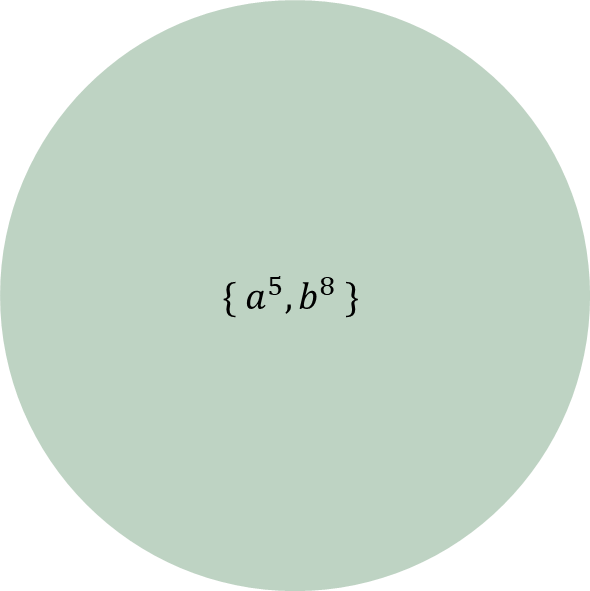 { a⁵, b⁸ }